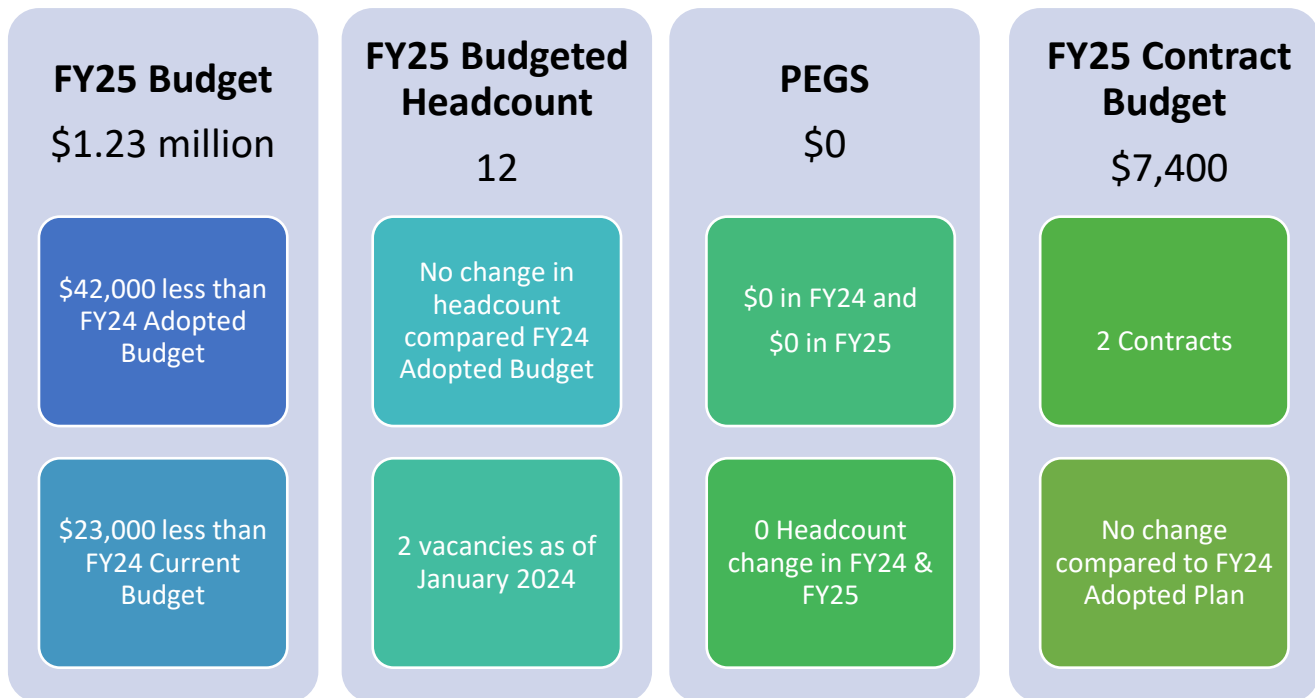 FY25 Budget
$1.23 million
$42,000 less than
FY24 Adopted
Budget
$23,000 less than
FY24 Current
Budget
FY25 Budgeted
Headcount
12
No change in
headcount
compared FY24
Adopted Budget
2 vacancies as of
January 2024
PEGS
$0
$0 in FY24 and
$0 in FY25
0 Headcount
change in FY24 &
FY25
FY25 Contract
Budget
$7,400
2 Contracts
No change
compared to FY24
Adopted Plan